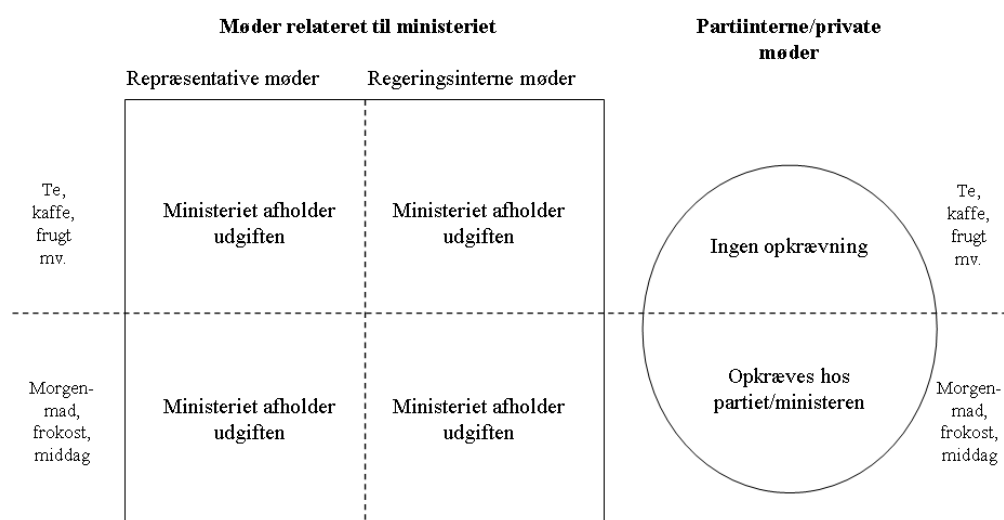 Møder relateret til ministeriet
Partiinterne/private
møder
Repræsentative møder
Regeringsinterne møder
Te,
kaffe,
frugt
mv.
Ministeriet afholder
udgiften
Ministeriet afholder
udgiften
Ingen opkrævning
Te,
kaffe,
frugt
mv.
Morgen-
mad,
frokost,
middag
Ministeriet afholder
udgiften
Ministeriet afholder
udgiften
Opkræves hos
partiet/ministeren
Morgen-
mad,
frokost,
middag